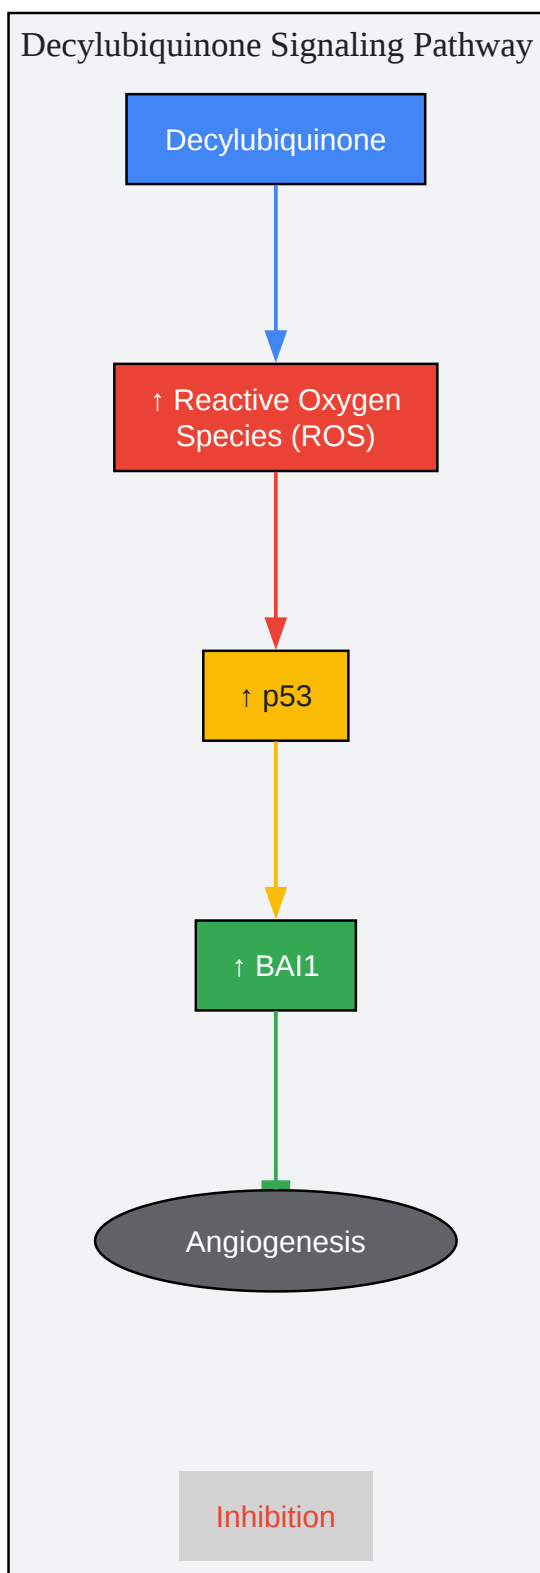 Decylubiquinone Signaling Pathway
Decylubiquinone
↑ Reactive Oxygen
Species (ROS)
↑ p53
↑ BAI1
Angiogenesis
Inhibition